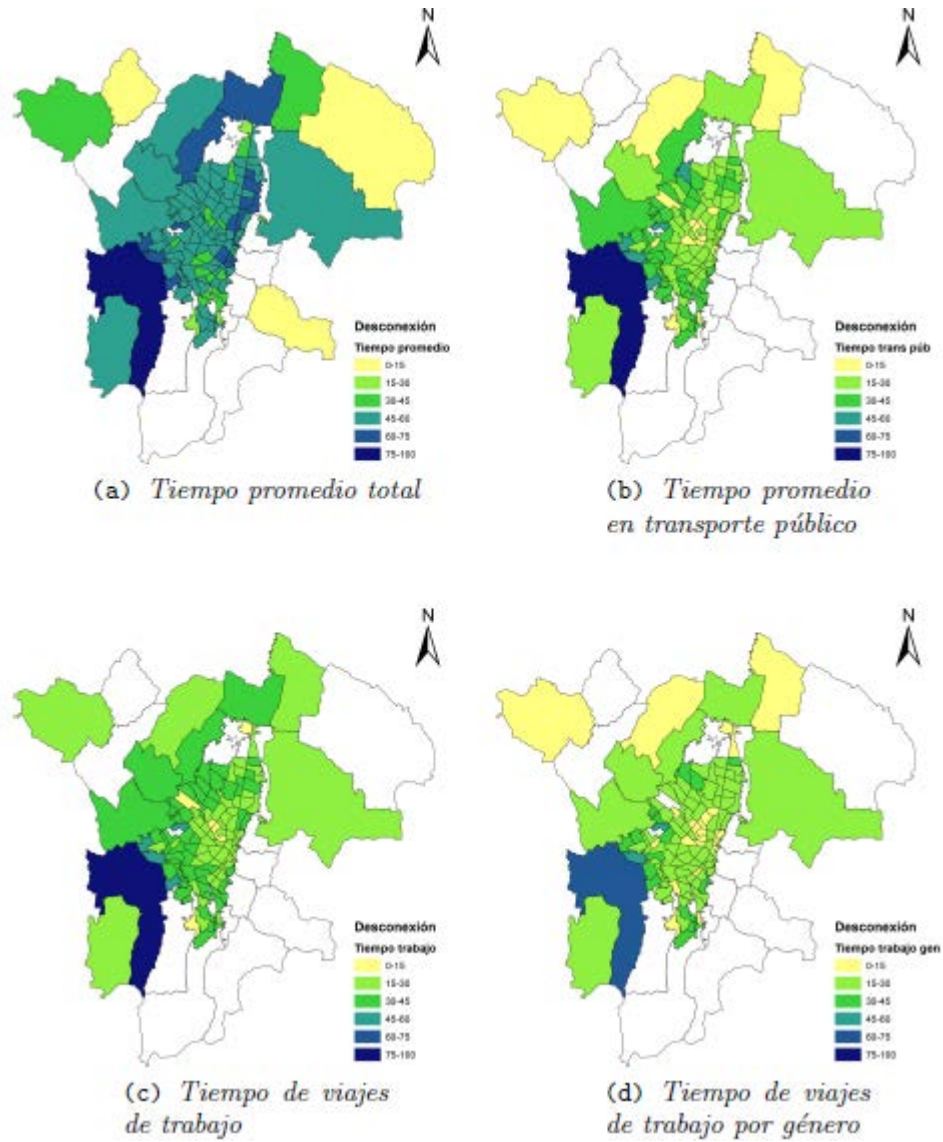 N
N
Desconexión
Tiempo promedio
0-15
15-30
30-45
45-60
60-75
75-100
Desconexión
Tiempo trans púb
0-15
15-30
30-45
45-60
60-75
75-100
(a) Tiempo promedio total
(b) Tiempo promedio
en transporte público
N
N
Desconexión
Tiempo trabajo
0-15
15-30
30-45
45-60
60-75
75-100
Desconexión
Tiempo trabajo gen
0-15
15-30
30-45
45-60
60-75
75-100
(c) Tiempo de viajes
de trabajo
(d) Tiempo de viajes
de trabajo por género